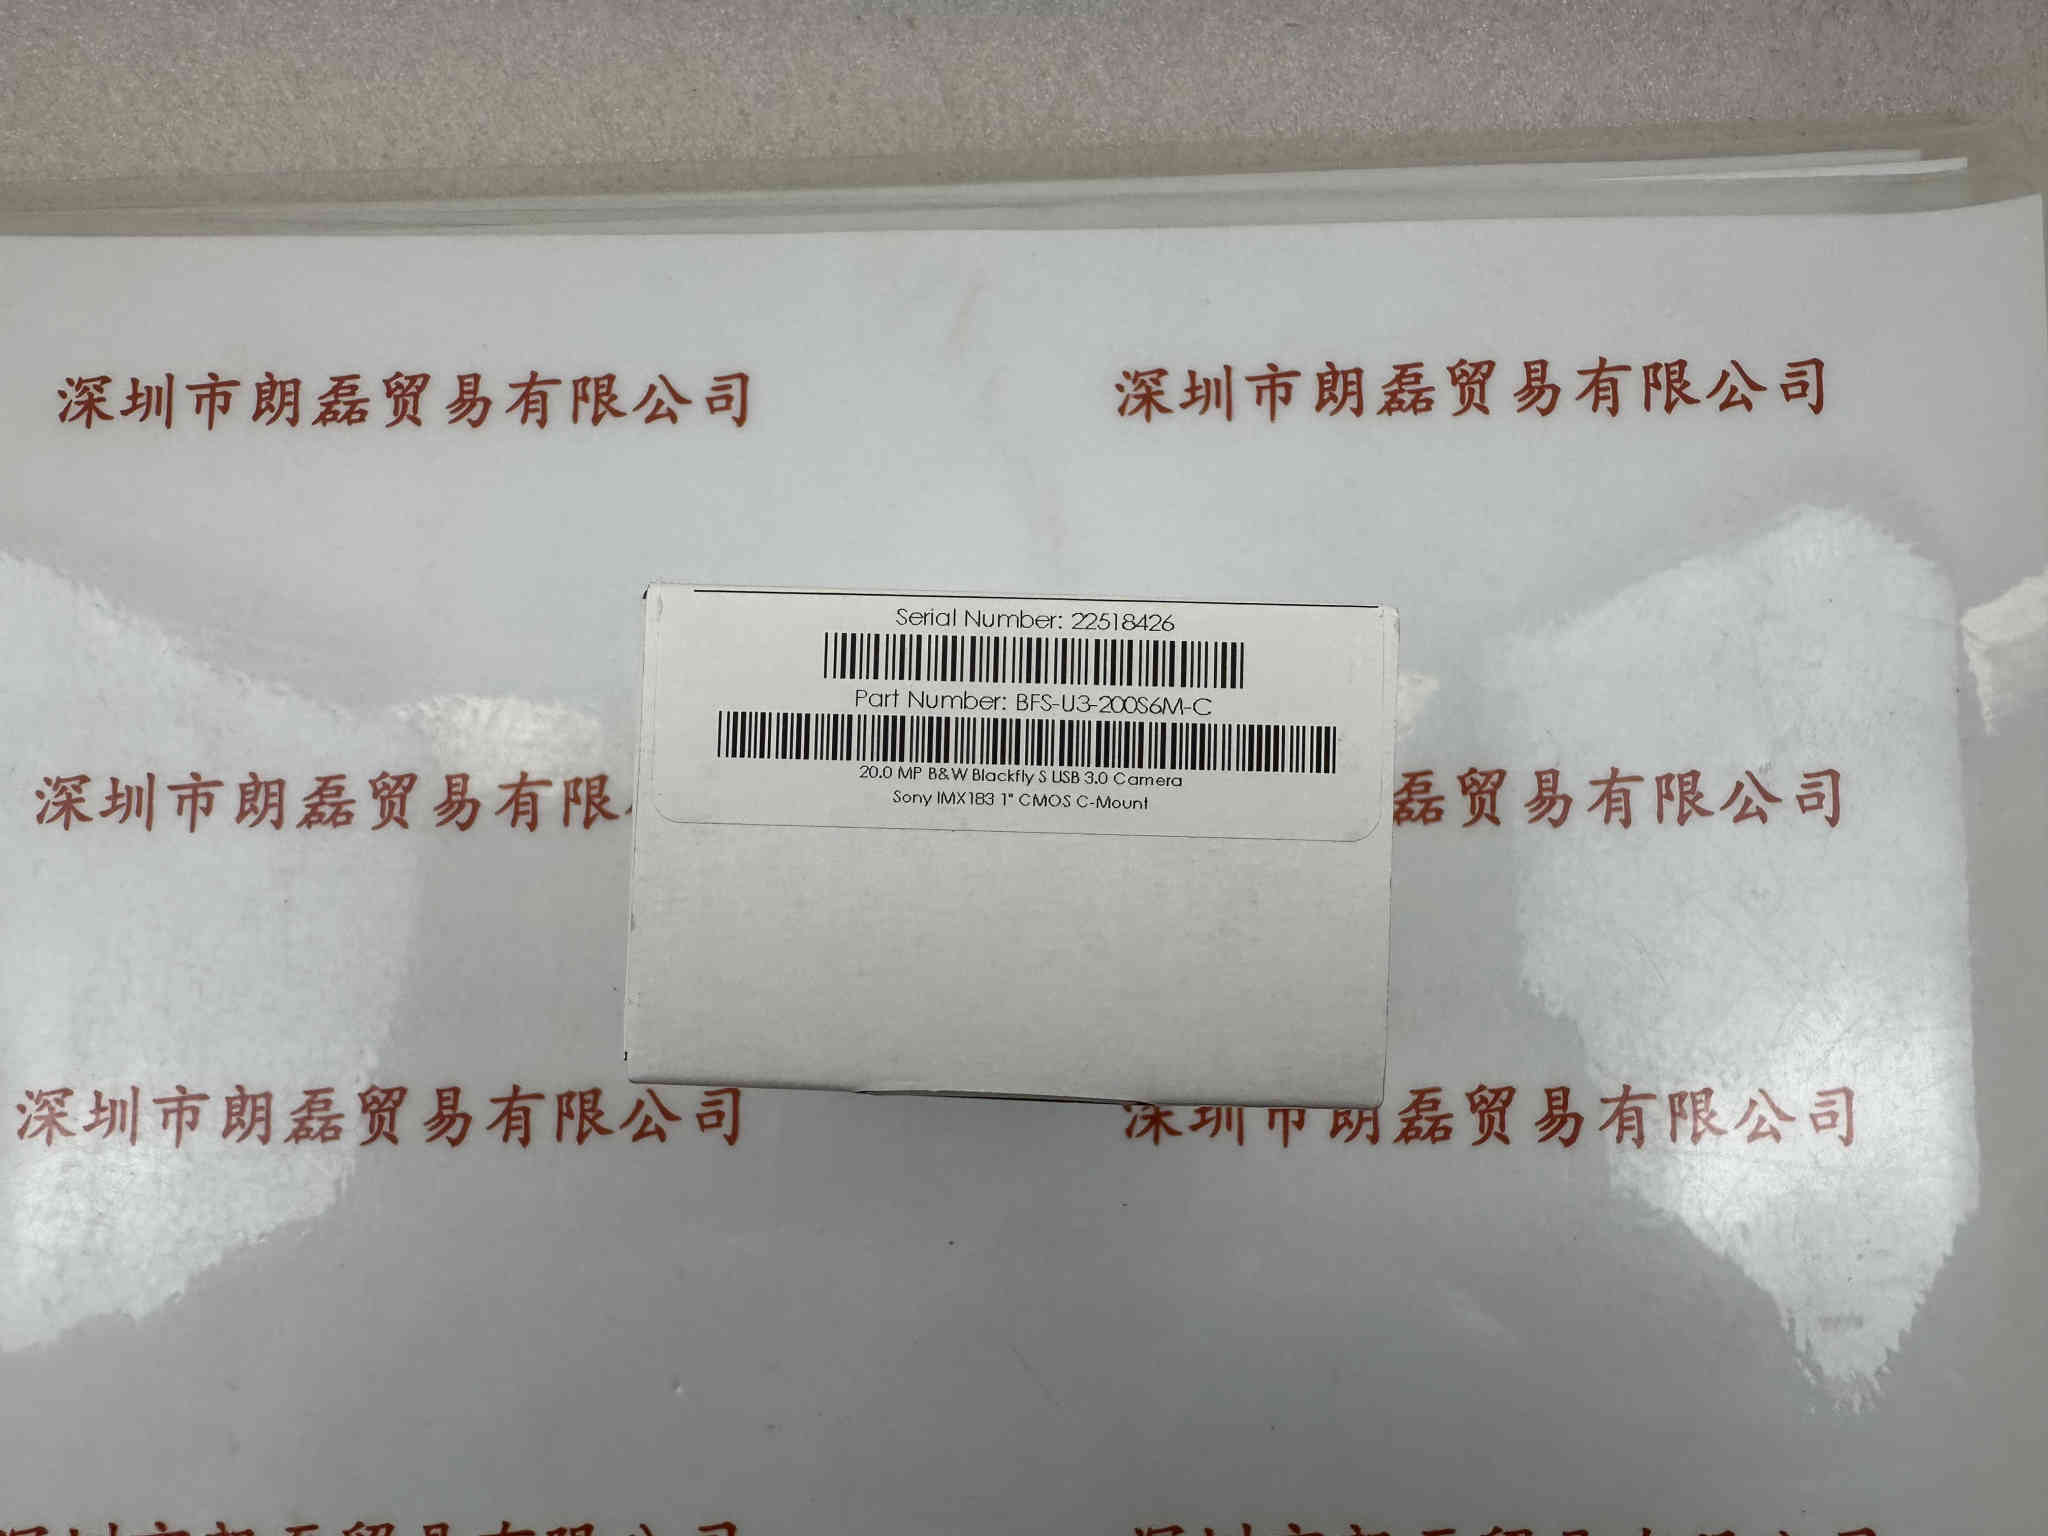 深圳市朗磊贸易有限公司
深圳市朗磊贸易有限公司
Serial Number: 22518426
Part Number: BFS-U3-200S6M-C
20.0 MP B&W Blackfly S USB 3.0 Camera
Sony IMX183 1" CMOS C-Mount
深圳市朗磊贸易有限
磊贸易有限公司
深圳市朗磊贸易有限公司
深圳市朗磊贸易有限公司